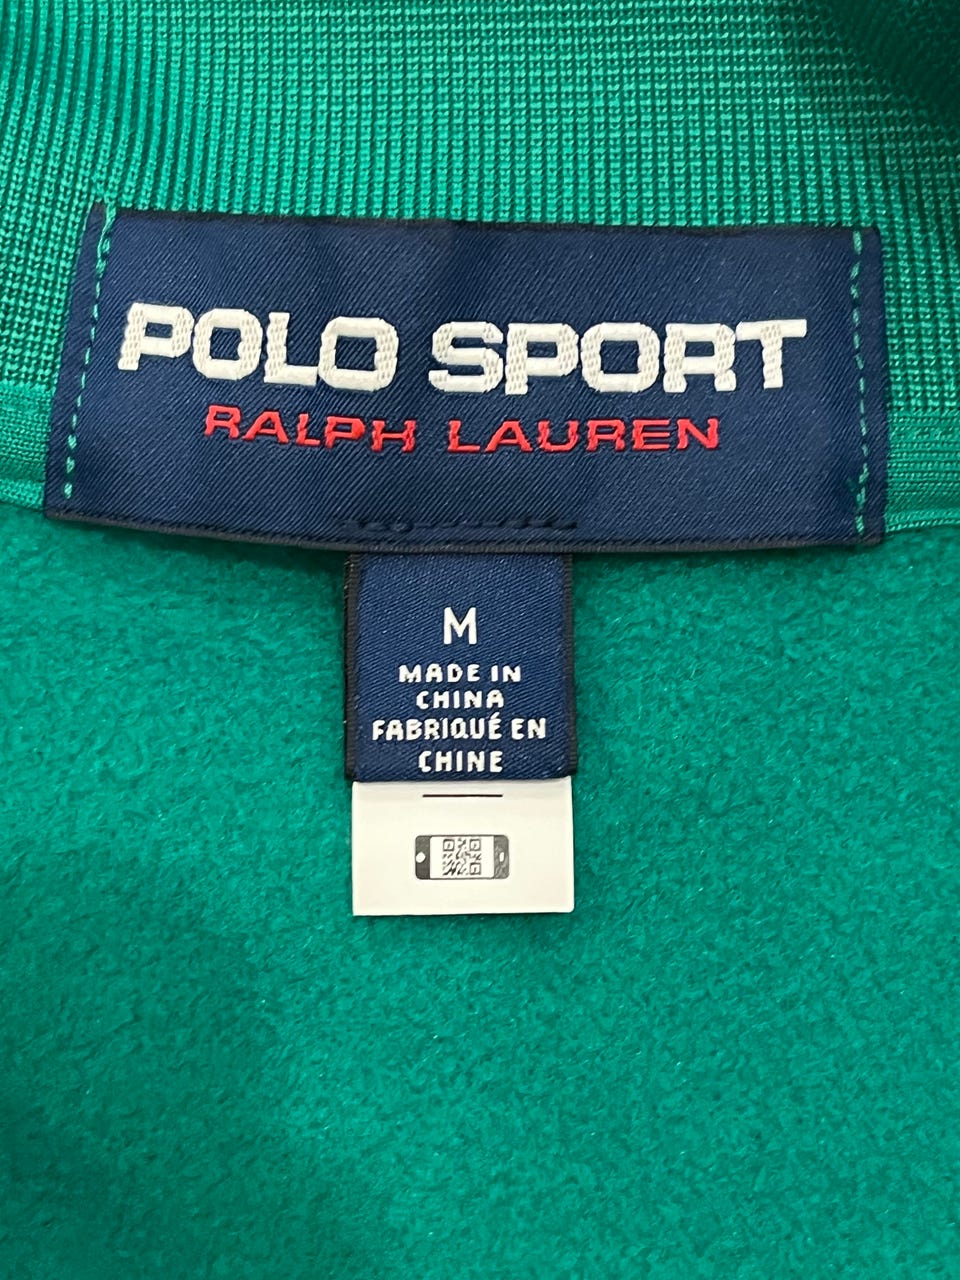 POLO SPORT
RALPH LAUREN
M
MADE IN
CHINA
FABRIQUÉ EN
CHINE